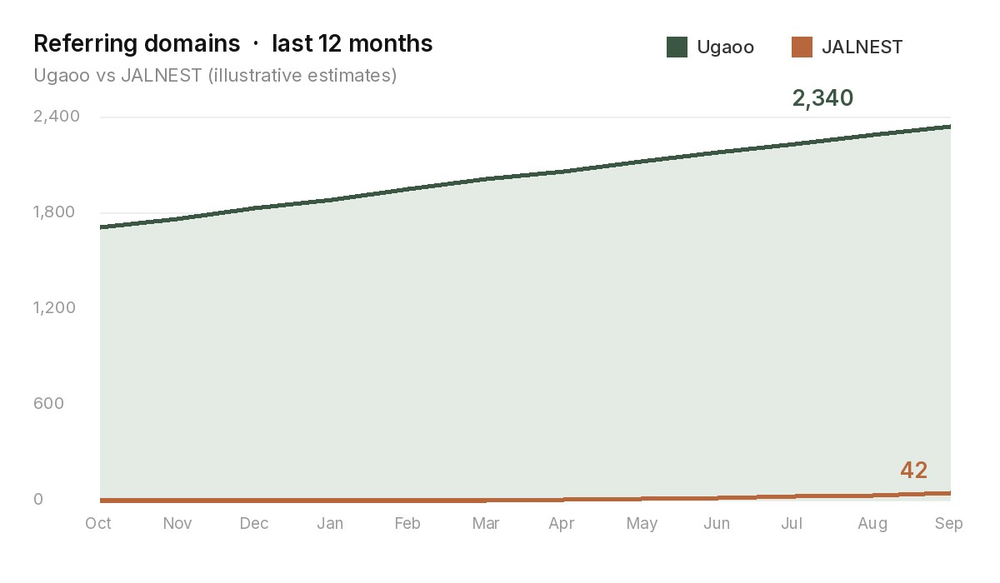 Referring domains · last 12 months
Ugaoo vs JALNEST (illustrative estimates)
Ugaoo
JALNEST
2,340
2,400
1,800
1,200
600
42
0
Oct Nov Dec Jan Feb Mar Apr May Jun Jul Aug Sep